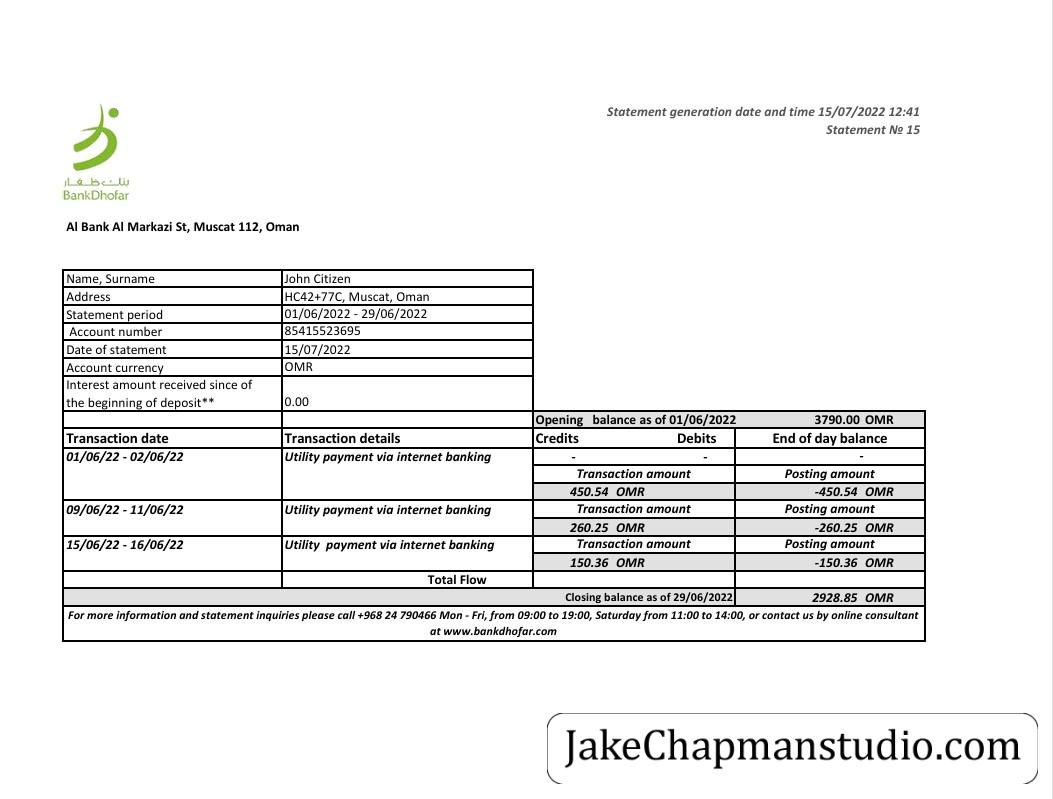 Statement generation date and time 15/07/2022 12:41
Statement № 15
بنك ظفار
BankDhofar
Al Bank Al Markazi St, Muscat 112, Oman
Name, Surname John Citizen
Address HC42+77C, Muscat, Oman
Statement period 01/06/2022 - 29/06/2022
Account number 85415523695
Date of statement 15/07/2022
Account currency OMR
Interest amount received since of
the beginning of deposit** 0.00
Opening balance as of 01/06/2022 3790.00 OMR
Transaction date Transaction details Credits Debits End of day balance
01/06/22 - 02/06/22 Utility payment via internet banking - - -
Transaction amount Posting amount
450.54 OMR -450.54 OMR
09/06/22 - 11/06/22 Utility payment via internet banking Transaction amount Posting amount
260.25 OMR -260.25 OMR
15/06/22 - 16/06/22 Utility payment via internet banking Transaction amount Posting amount
150.36 OMR -150.36 OMR
Total Flow
Closing balance as of 29/06/2022 2928.85 OMR
For more information and statement inquiries please call +968 24 790466 Mon - Fri, from 09:00 to 19:00, Saturday from 11:00 to 14:00, or contact us by online consultant
at www.bankdhofar.com
JakeChapmanstudio.com